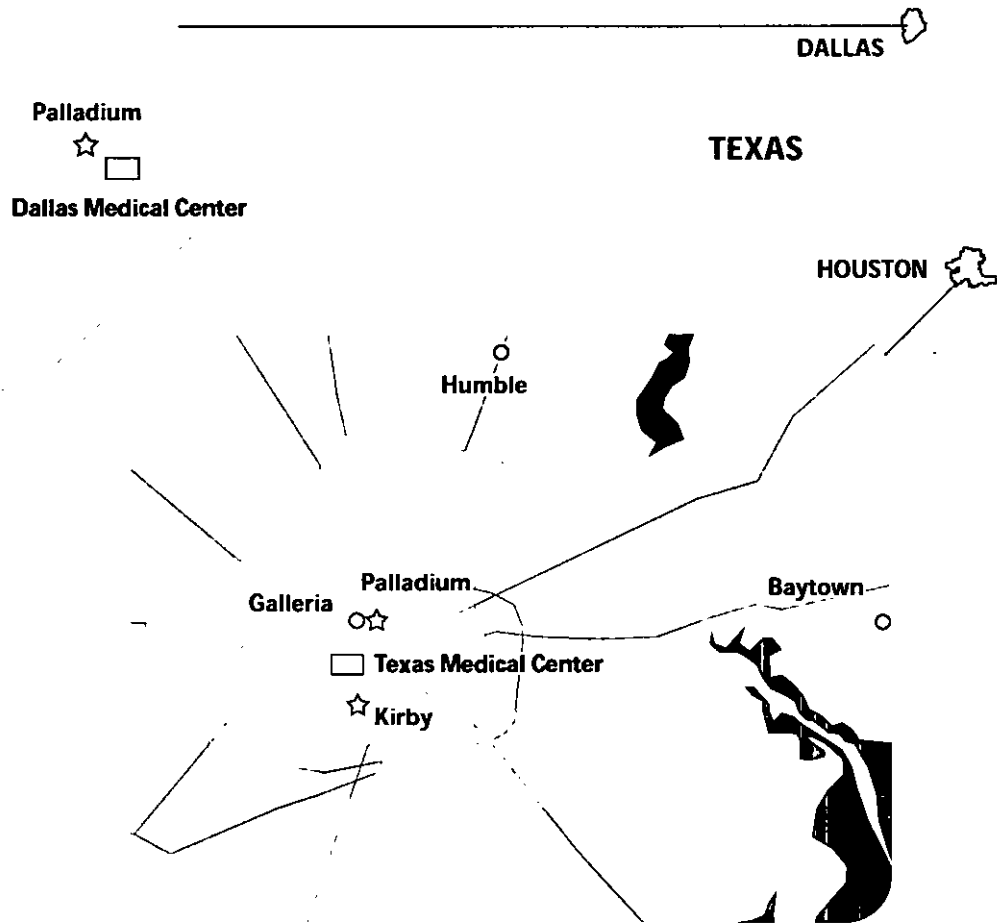 DALLAS
Palladium
TEXAS
Dallas Medical Center
HOUSTON
Humble
Palladium
Baytown
Galleria
Texas Medical Center
Kirby